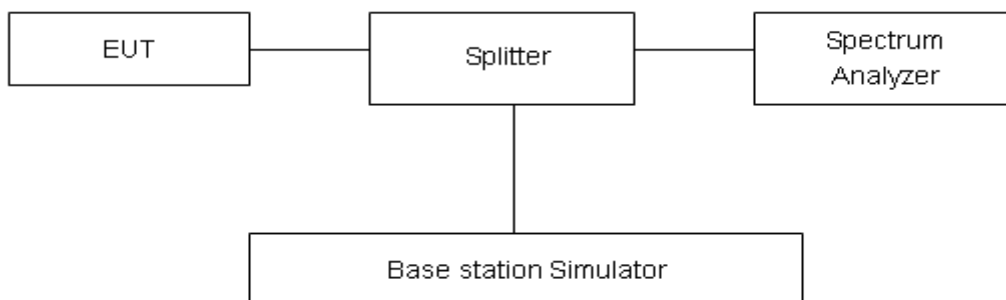 EUT
Splitter
Spectrum
Analyzer
Base station Simulator